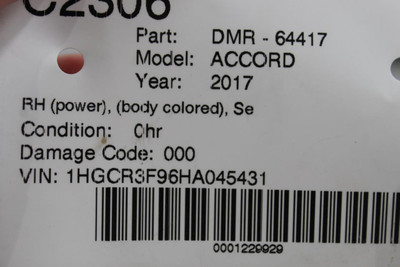 C2306
Part: DMR - 64417
Model: ACCORD
Year: 2017
RH (power), (body colored), Se
Condition: 0hr
Damage Code: 000
VIN: 1HGCR3F96HA045431
0001229929